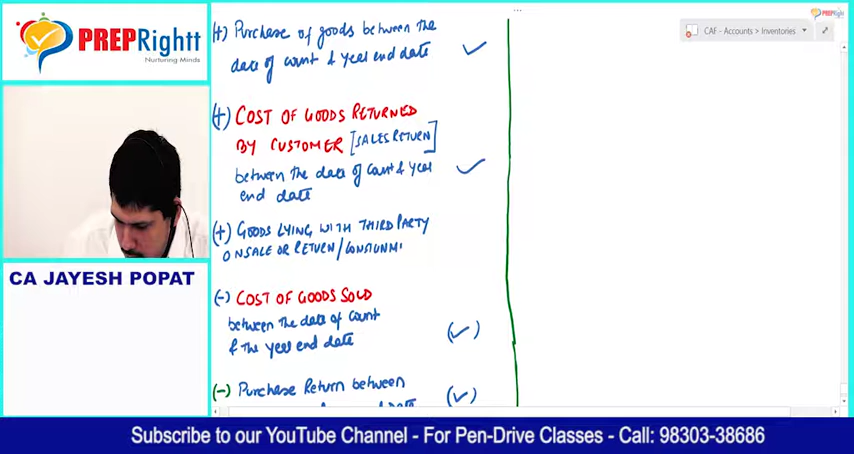 PREPRightt
Nurturing Minds
CA JAYESH POPAT
(+) Purchase of goods between the
date of count & year end date
(+) COST OF GOODS RETURNED
BY CUSTOMER [SALES RETURN]
between the date of count & year
end date
(+) GOODS LYING WITH THIRD PARTY
ON SALE OR RETURN/CONSIGNM
(-) COST OF GOODS SOLD
between the date of count
& the year end date
(-) Purchase Return between
CAF - Accounts > Inventories
Subscribe to our YouTube Channel - For Pen-Drive Classes - Call: 98303-38686